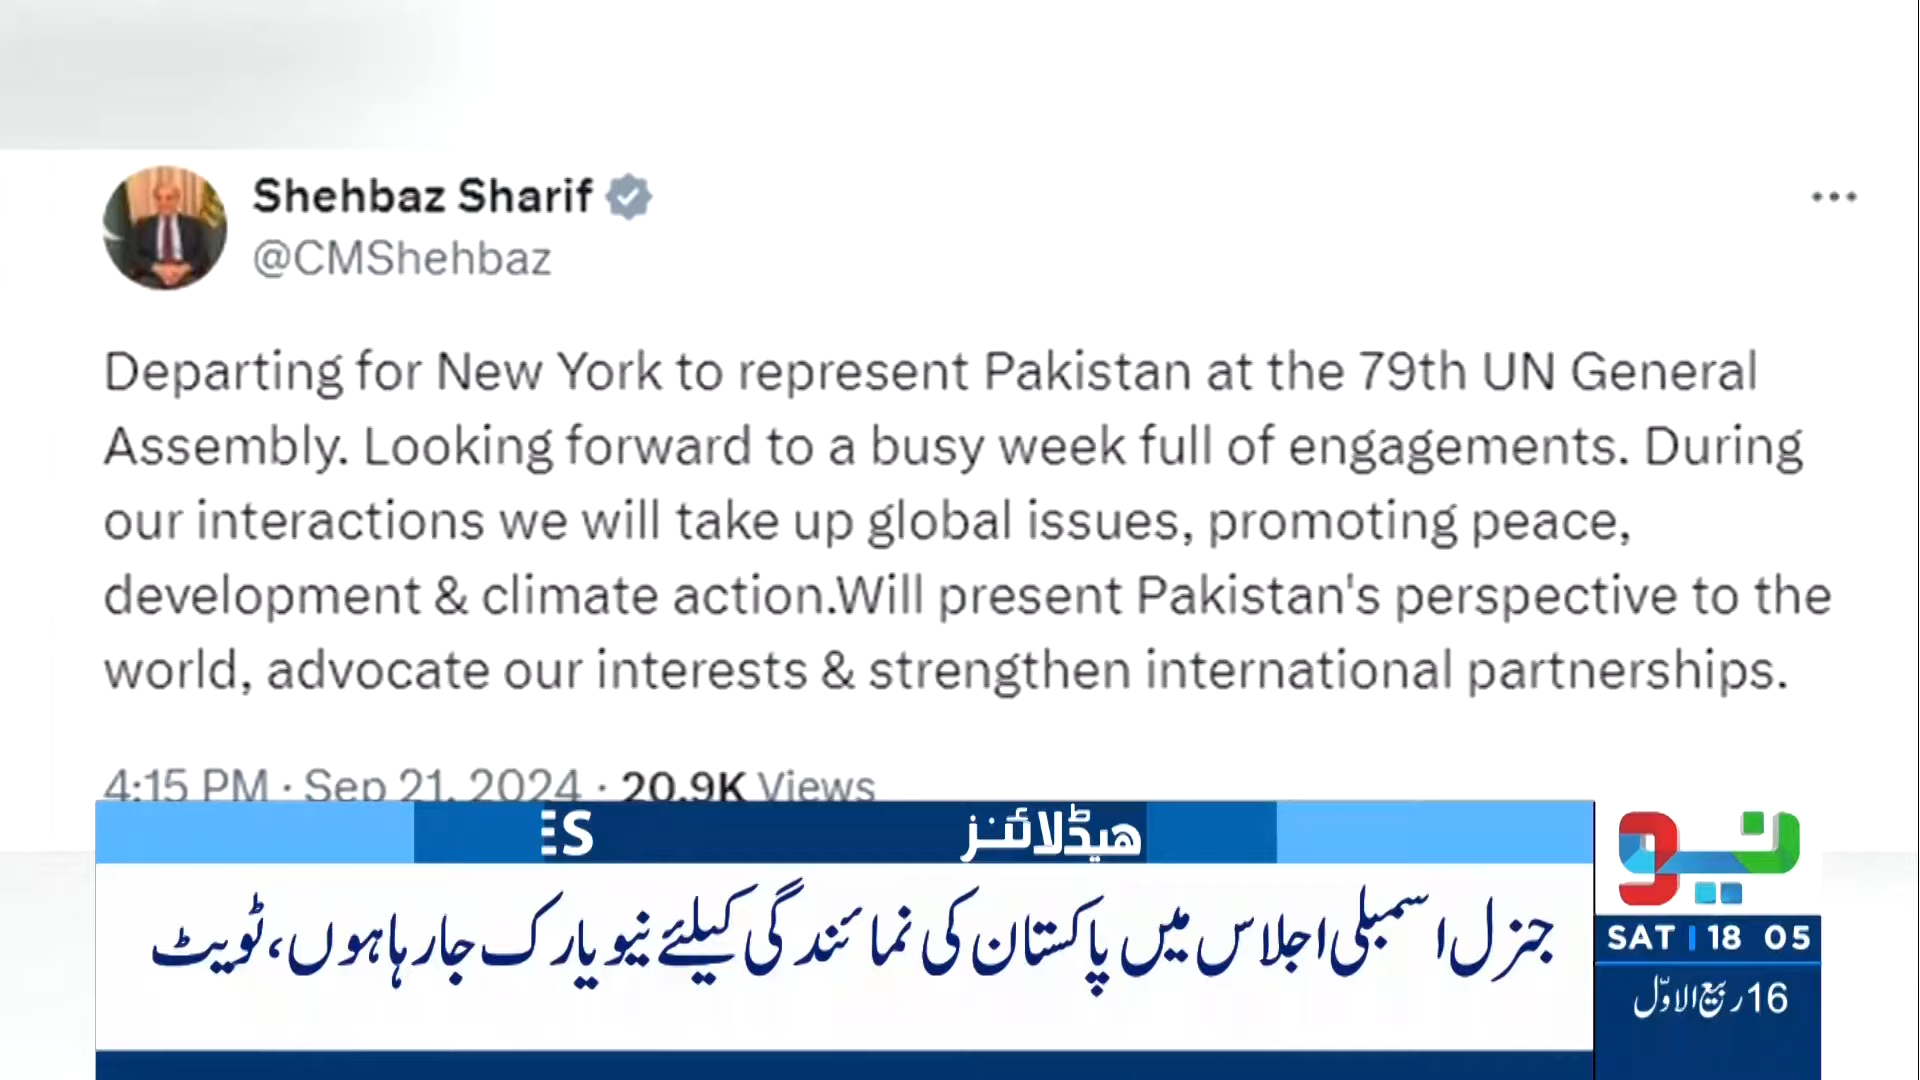 Shehbaz Sharif
@CMShehbaz
Departing for New York to represent Pakistan at the 79th UN General
Assembly. Looking forward to a busy week full of engagements. During
our interactions we will take up global issues, promoting peace,
development & climate action.Will present Pakistan's perspective to the
world, advocate our interests & strengthen international partnerships.
4:15 PM · Sep 21, 2024 · 20.9K Views
ES ہیڈلائنز
جنرل اسمبلی اجلاس میں پاکستان کی نمائندگی کیلئے نیویارک جارہا ہوں، ٹویٹ
نیو
SAT | 18 05
16 ربیع الاوّل